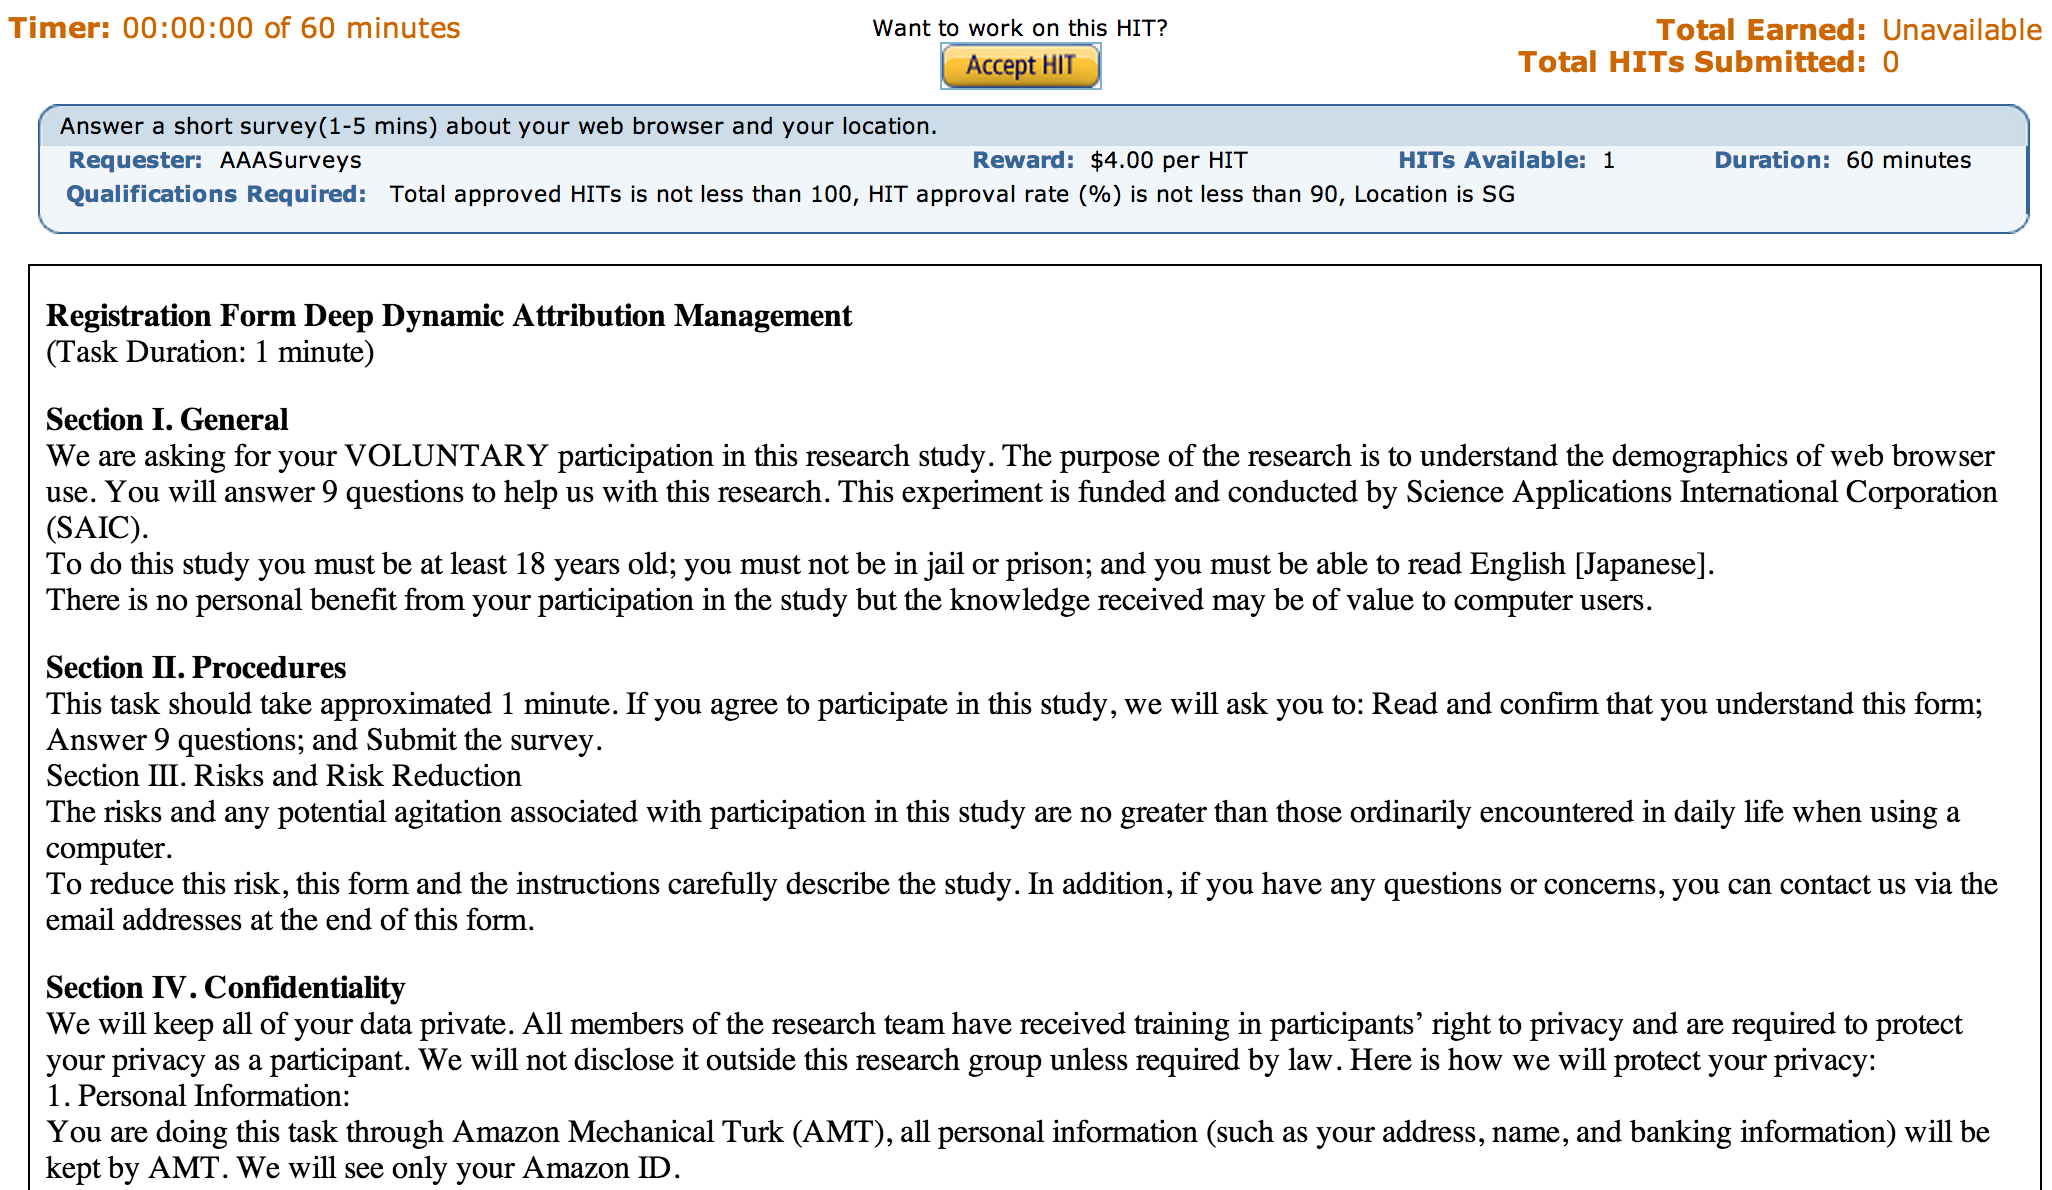 Timer: 00:00:00 of 60 minutes
Want to work on this HIT?
Accept HIT
Total Earned: Unavailable
Total HITs Submitted: 0
Answer a short survey(1-5 mins) about your web browser and your location.
Requester: AAASurveys Reward: $4.00 per HIT HITs Available: 1 Duration: 60 minutes
Qualifications Required: Total approved HITs is not less than 100, HIT approval rate (%) is not less than 90, Location is SG
Registration Form Deep Dynamic Attribution Management
(Task Duration: 1 minute)
Section I. General
We are asking for your VOLUNTARY participation in this research study. The purpose of the research is to understand the demographics of web browser
use. You will answer 9 questions to help us with this research. This experiment is funded and conducted by Science Applications International Corporation
(SAIC).
To do this study you must be at least 18 years old; you must not be in jail or prison; and you must be able to read English [Japanese].
There is no personal benefit from your participation in the study but the knowledge received may be of value to computer users.
Section II. Procedures
This task should take approximated 1 minute. If you agree to participate in this study, we will ask you to: Read and confirm that you understand this form;
Answer 9 questions; and Submit the survey.
Section III. Risks and Risk Reduction
The risks and any potential agitation associated with participation in this study are no greater than those ordinarily encountered in daily life when using a
computer.
To reduce this risk, this form and the instructions carefully describe the study. In addition, if you have any questions or concerns, you can contact us via the
email addresses at the end of this form.
Section IV. Confidentiality
We will keep all of your data private. All members of the research team have received training in participants’ right to privacy and are required to protect
your privacy as a participant. We will not disclose it outside this research group unless required by law. Here is how we will protect your privacy:
1. Personal Information:
You are doing this task through Amazon Mechanical Turk (AMT), all personal information (such as your address, name, and banking information) will be
kept by AMT. We will see only your Amazon ID.